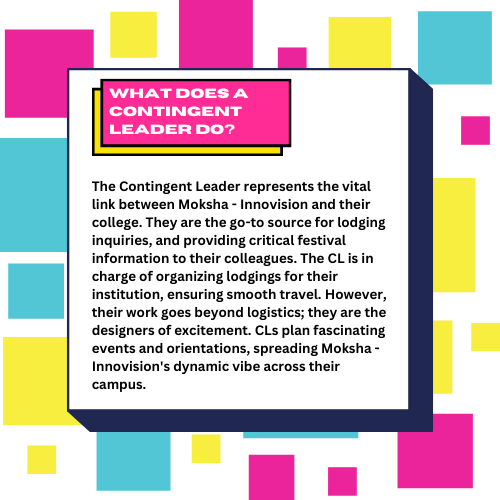 WHAT DOES A
CONTINGENT
LEADER DO?
The Contingent Leader represents the vital
link between Moksha - Innovision and their
college. They are the go-to source for lodging
inquiries, and providing critical festival
information to their colleagues. The CL is in
charge of organizing lodgings for their
institution, ensuring smooth travel. However,
their work goes beyond logistics; they are the
designers of excitement. CLs plan fascinating
events and orientations, spreading Moksha -
Innovision's dynamic vibe across their
campus.